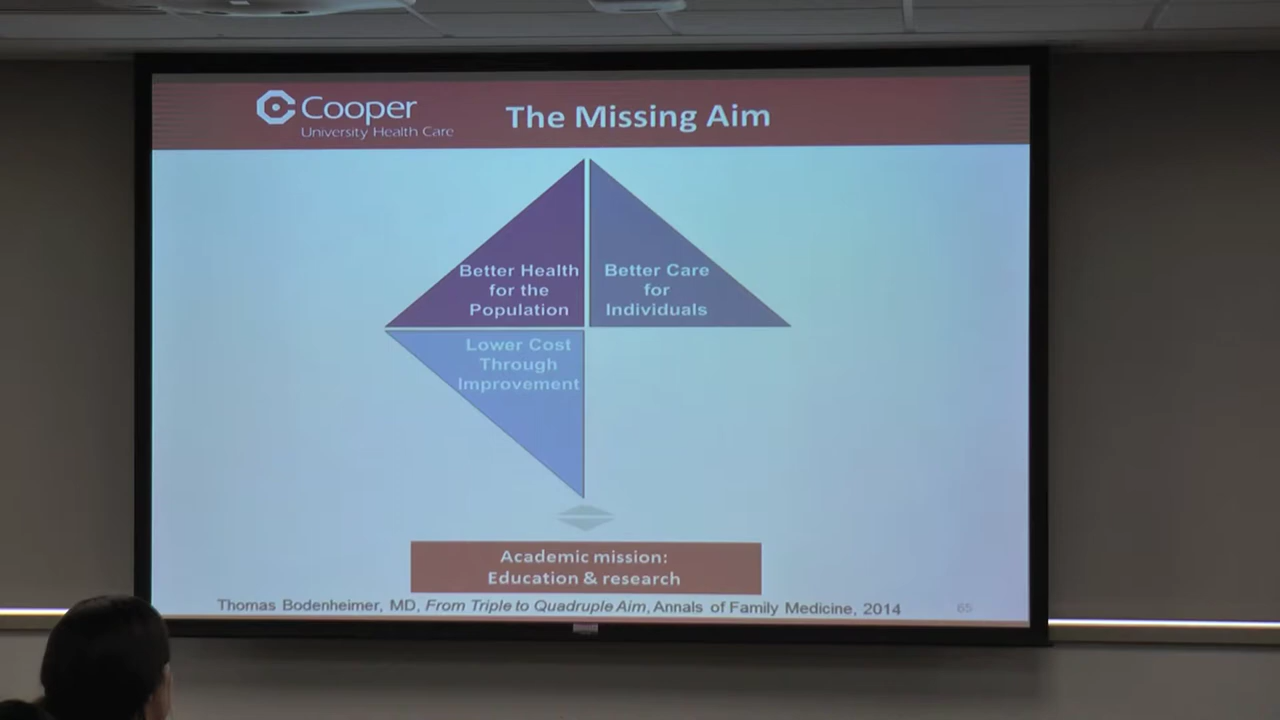 Cooper
University Health Care
The Missing Aim
Better Health
for the
Population
Better Care
for
Individuals
Lower Cost
Through
Improvement
Academic mission:
Education & research
Thomas Bodenheimer, MD, From Triple to Quadruple Aim, Annals of Family Medicine, 2014
65